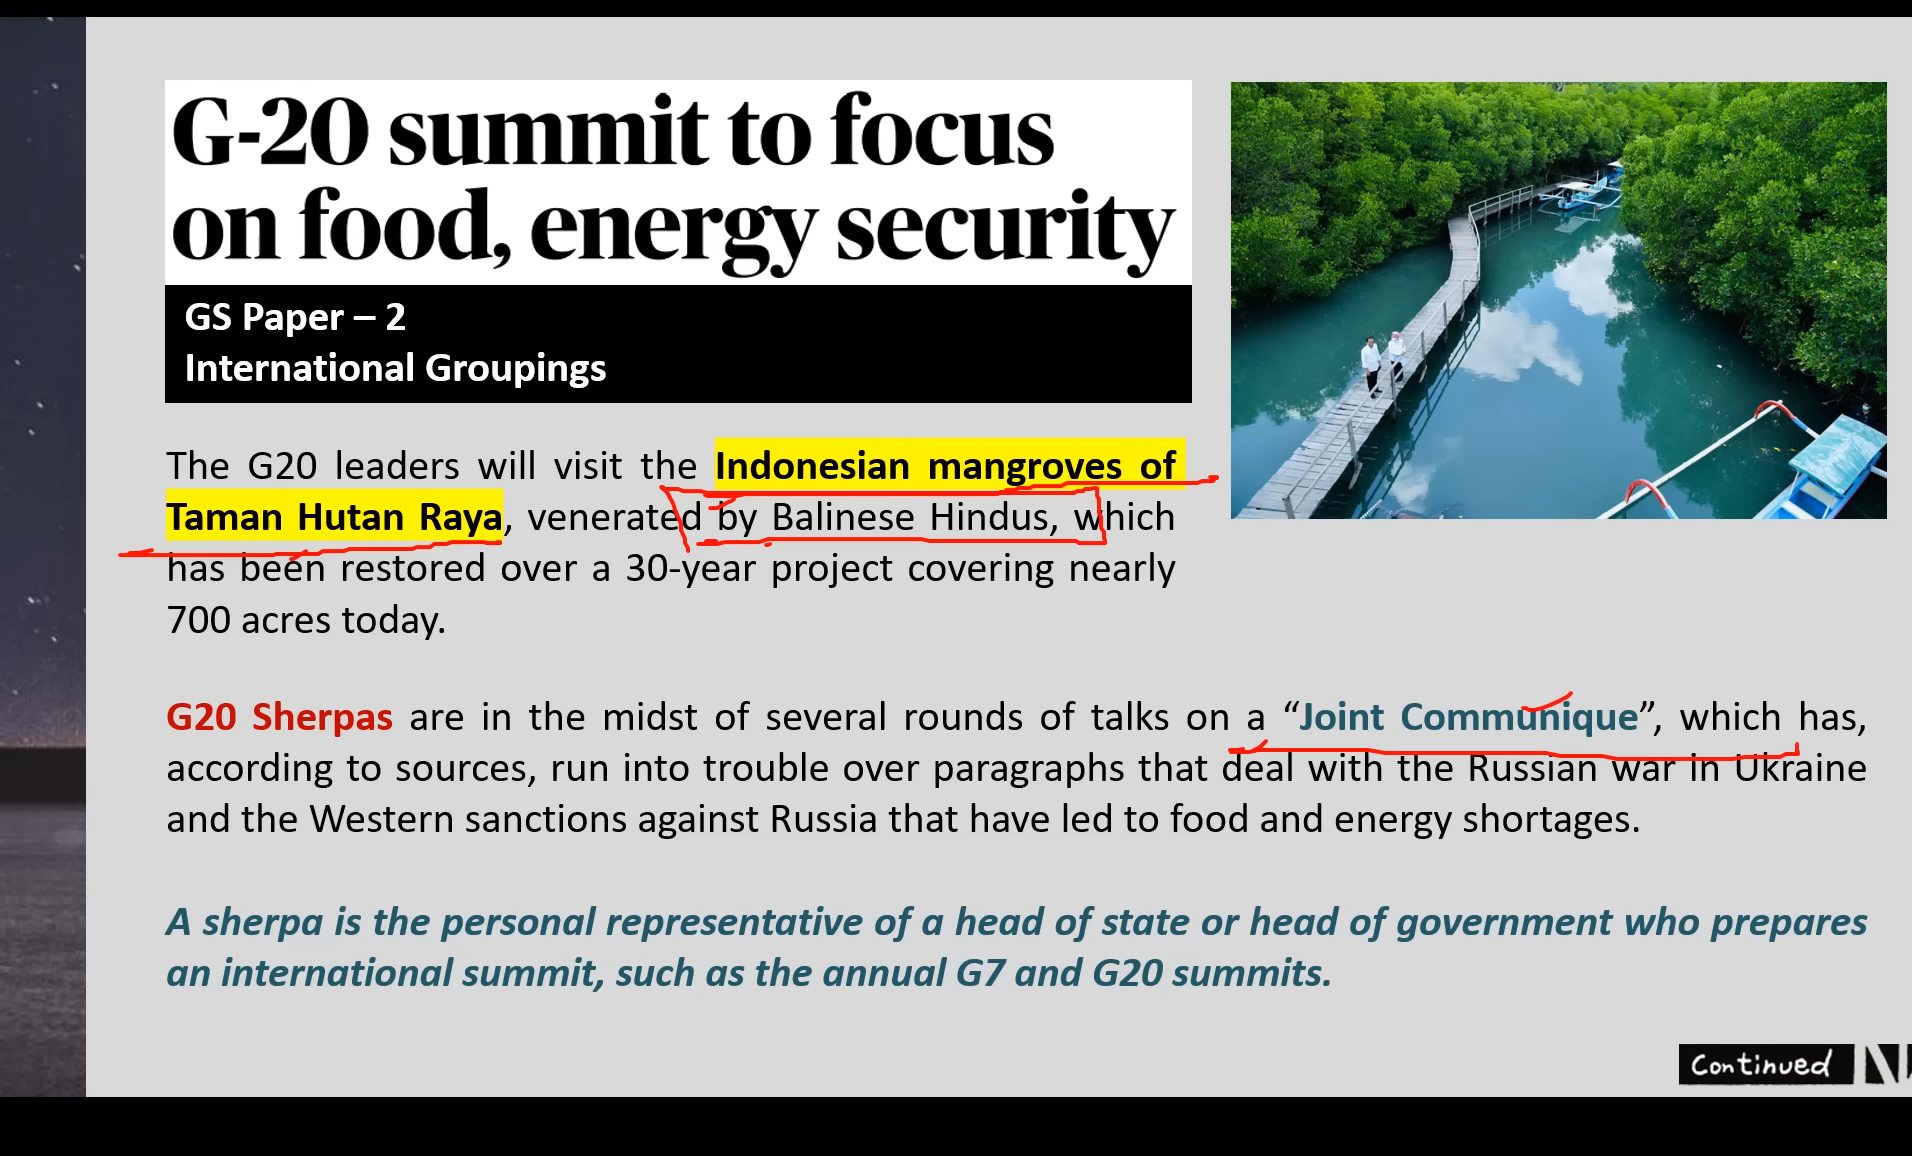 G-20 summit to focus
on food, energy security
GS Paper – 2
International Groupings
The G20 leaders will visit the Indonesian mangroves of
Taman Hutan Raya, venerated by Balinese Hindus, which
has been restored over a 30-year project covering nearly
700 acres today.
G20 Sherpas are in the midst of several rounds of talks on a “Joint Communique”, which has,
according to sources, run into trouble over paragraphs that deal with the Russian war in Ukraine
and the Western sanctions against Russia that have led to food and energy shortages.
A sherpa is the personal representative of a head of state or head of government who prepares
an international summit, such as the annual G7 and G20 summits.
Continued